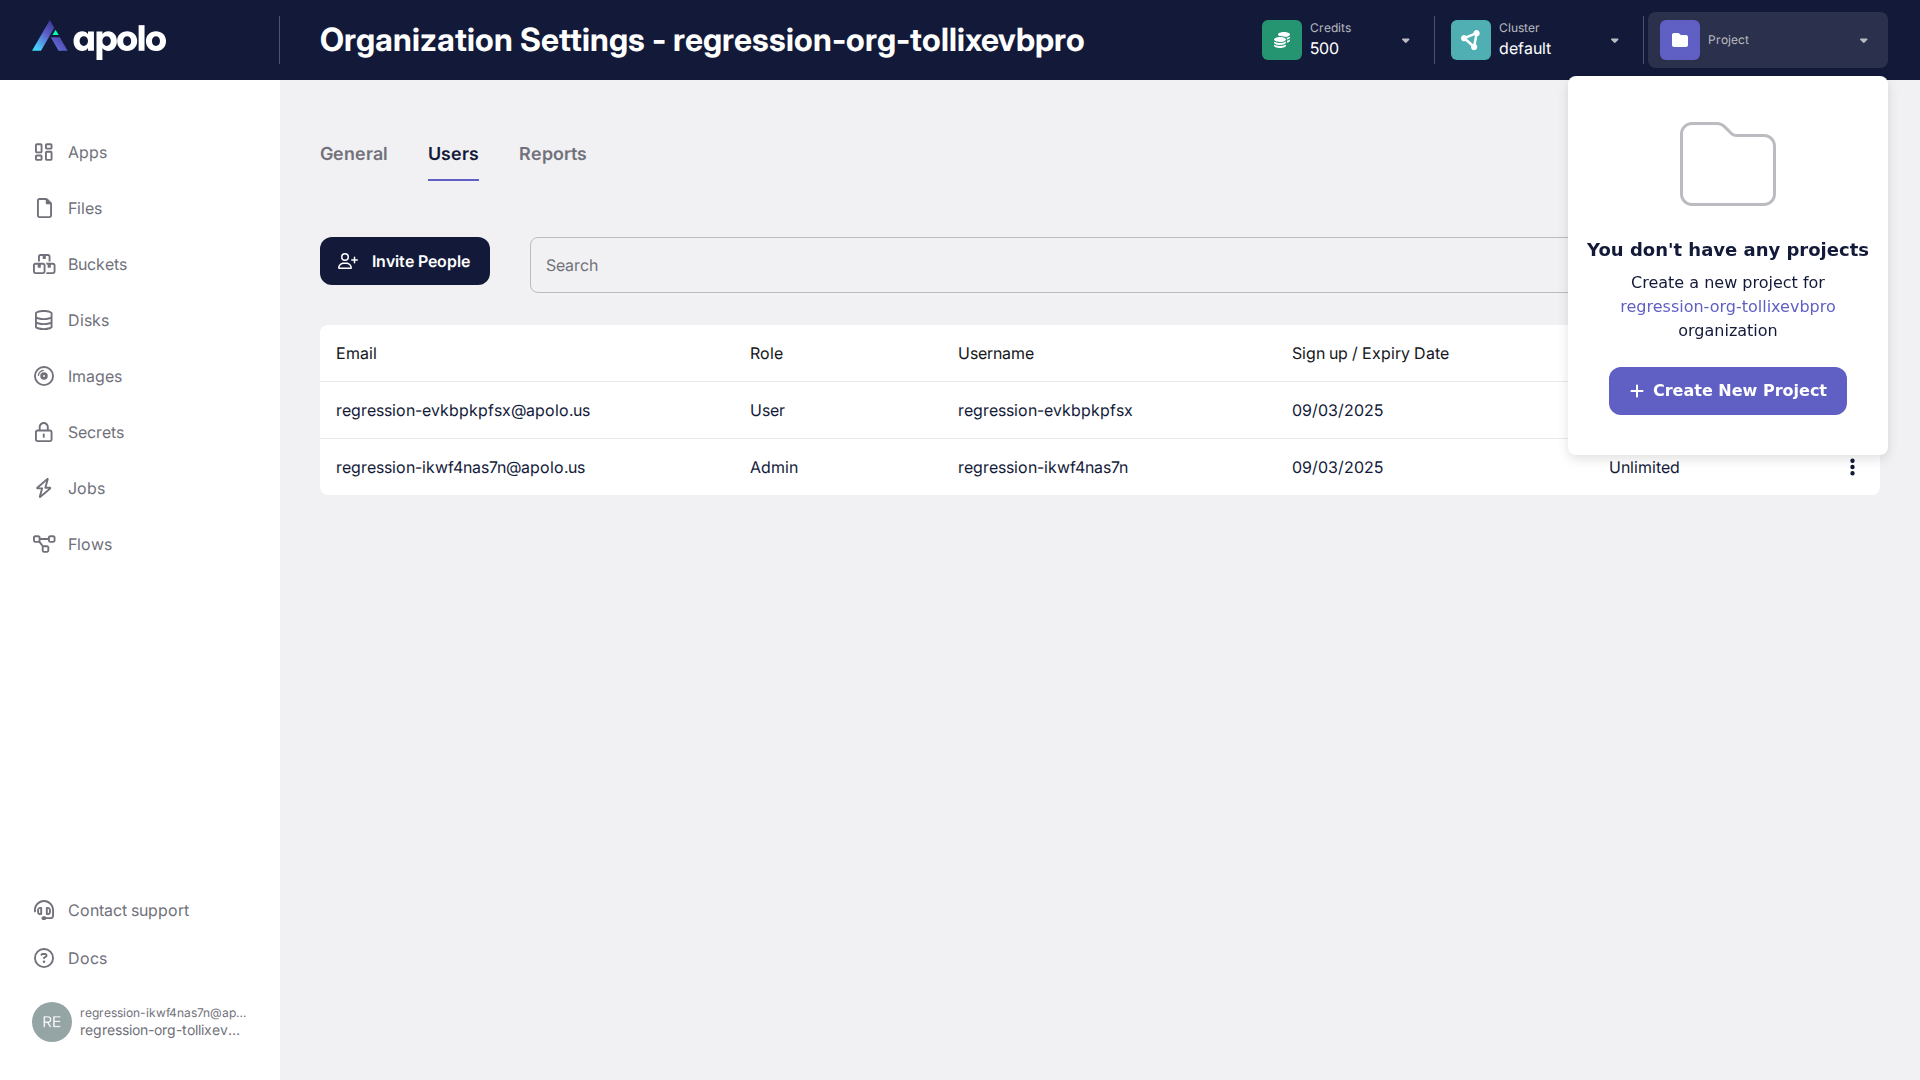 apolo
Organization Settings - regression-org-tollixevbpro
Credits
500
Cluster
default
Project
Apps
Files
Buckets
Disks
Images
Secrets
Jobs
Flows
General
Users
Reports
Invite People
Search
Email
Role
Username
Sign up / Expiry Date
regression-evkbpkpfsx@apolo.us
User
regression-evkbpkpfsx
09/03/2025
regression-ikwf4nas7n@apolo.us
Admin
regression-ikwf4nas7n
09/03/2025
Unlimited
You don't have any projects
Create a new project for
regression-org-tollixevbpro
organization
Create New Project
Contact support
Docs
RE
regression-ikwf4nas7n@ap...
regression-org-tollixev...